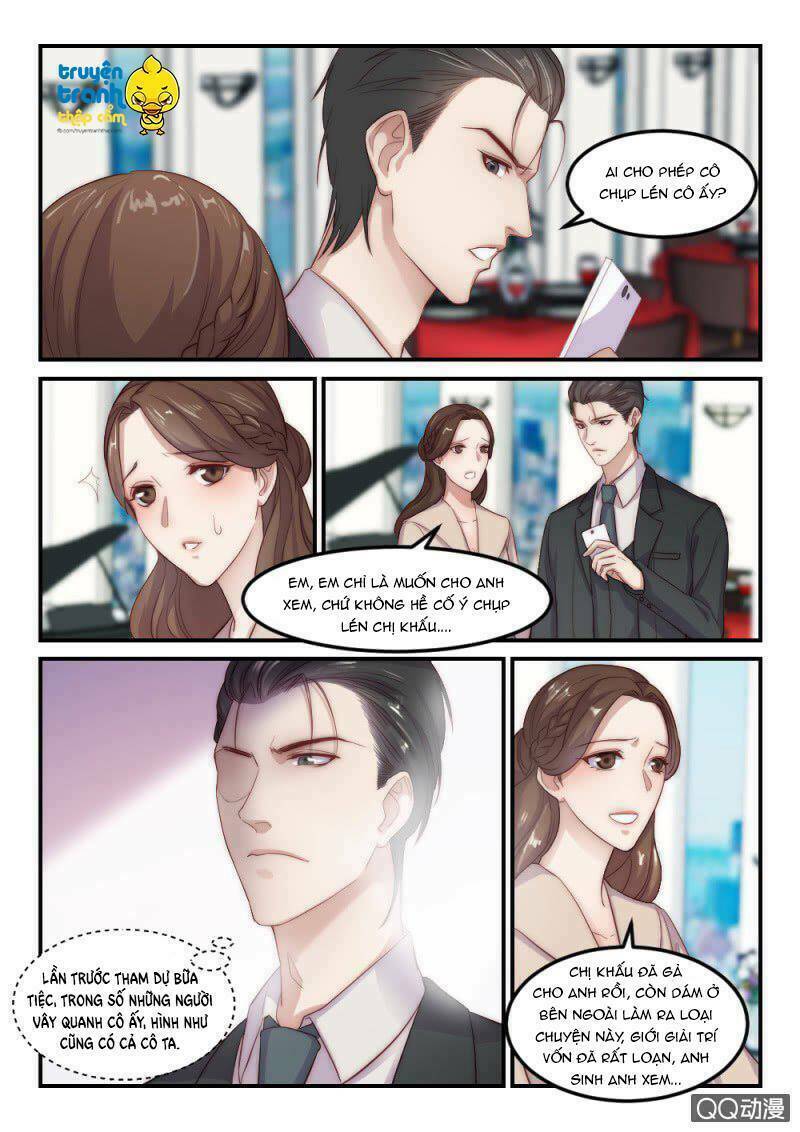 truyện
tranh
thập cẩm
AI CHO PHÉP CÔ
CHỤP LÉN CÔ ẤY?
EM, EM CHỈ LÀ MUỐN CHO ANH
XEM, CHỨ KHÔNG HỀ CỐ Ý CHỤP
LÉN CHỊ KHẤU....
LẦN TRƯỚC THAM DỰ BỮA
TIỆC, TRONG SỐ NHỮNG NGƯỜI
VÂY QUANH CÔ ẤY, HÌNH NHƯ
CŨNG CÓ CẢ CÔ TA.
CHỊ KHẤU ĐÃ GẢ
CHO ANH RỒI, CÒN DÁM Ở
BÊN NGOÀI LÀM RA LOẠI
CHUYỆN NÀY, GIỚI GIẢI TRÍ
VỐN ĐÃ RẤT LOẠN, ANH
SINH ANH XEM...
QQ动漫